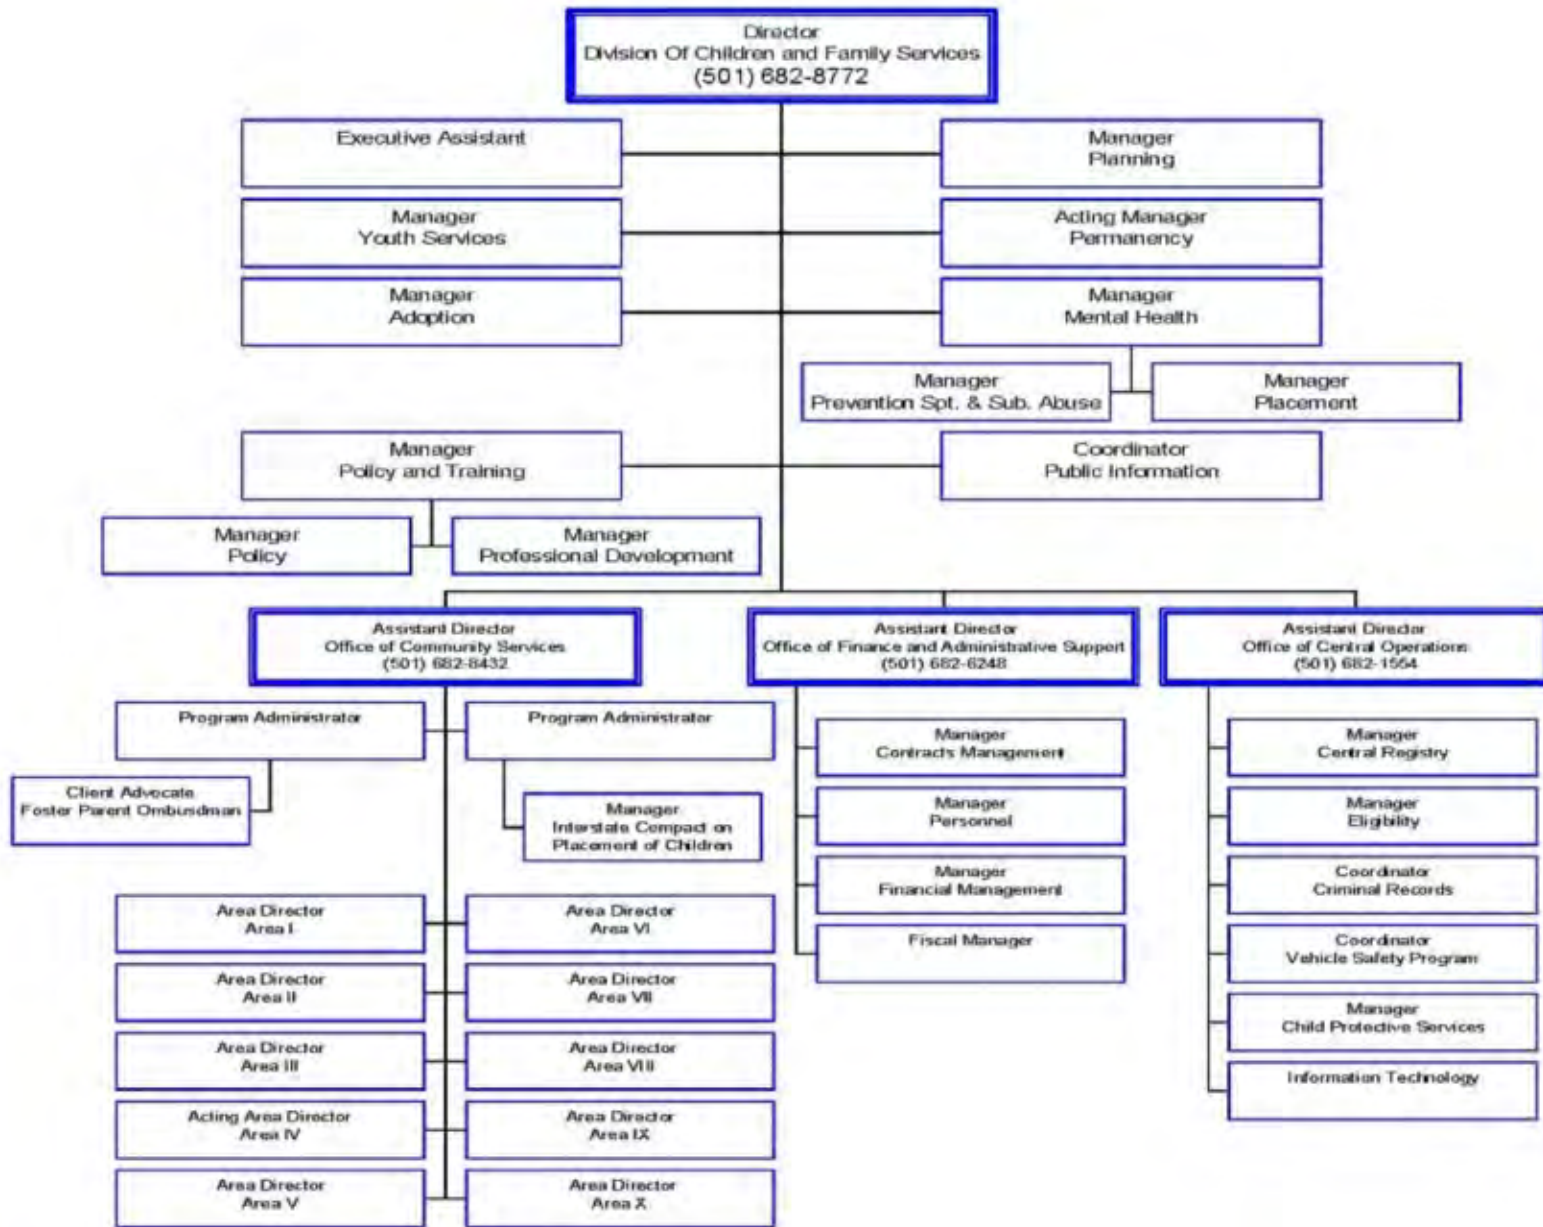 Director
Division Of Children and Family Services
(501) 682-8772
Executive Assistant
Manager
Planning
Manager
Youth Services
Acting Manager
Permanency
Manager
Adoption
Manager
Mental Health
Manager
Prevention Spt. & Sub. Abuse
Manager
Placement
Manager
Policy and Training
Coordinator
Public Information
Manager
Policy
Manager
Professional Development
Assistant Director
Office of Community Services
(501) 682-8432
Assistant Director
Office of Finance and Administrative Support
(501) 682-6248
Assistant Director
Office of Central Operations
(501) 682-1554
Program Administrator
Program Administrator
Client Advocate
Foster Parent Ombusdman
Manager
Interstate Compact on
Placement of Children
Area Director
Area I
Area Director
Area VI
Area Director
Area II
Area Director
Area VII
Area Director
Area III
Area Director
Area VIII
Acting Area Director
Area IV
Area Director
Area IX
Area Director
Area V
Area Director
Area X
Manager
Contracts Management
Manager
Personnel
Manager
Financial Management
Fiscal Manager
Manager
Central Registry
Manager
Eligibility
Coordinator
Criminal Records
Coordinator
Vehicle Safety Program
Manager
Child Protective Services
Information Technology